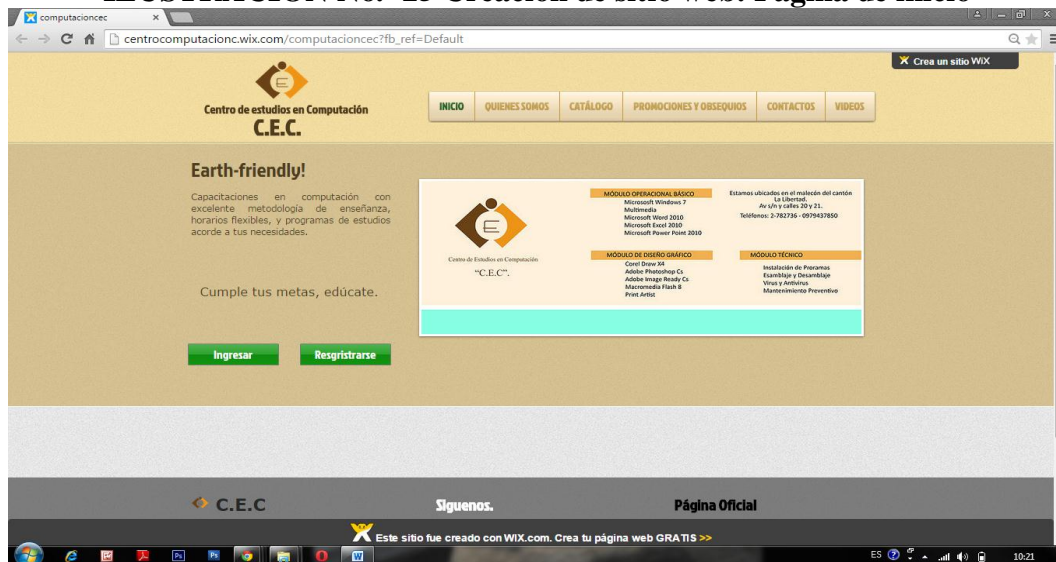 ILUSTRACIÓN No. 15 Creación de sitio web: Página de inicio
computacioncec
centrocomputacionc.wix.com/computacioncec?fb_ref=Default
Crea un sitio WiX
Centro de estudios en Computación
C.E.C.
INICIO
QUIENES SOMOS
CATÁLOGO
PROMOCIONES Y OBSEQUIOS
CONTACTOS
VIDEOS
Earth-friendly!
Capacitaciones en computación con
excelente metodología de enseñanza,
horarios flexibles, y programas de estudios
acorde a tus necesidades.
Cumple tus metas, edúcate.
Ingresar
Resgristrarse
Centro de Estudios en Computación
“C.E.C”.
MÓDULO OPERACIONAL BÁSICO
Micrososft Windows 7
Multimedia
Microsoft Word 2010
Microsoft Excel 2010
Microsoft Power Point 2010
Estamos ubicados en el malecón del cantón
La Libertad.
Av s/n y calles 20 y 21.
Teléfonos: 2-782736 - 0979437850
MÓDULO DE DISEÑO GRÁFICO
Corel Draw X4
Adobe Photoshop Cs
Adobe Image Ready Cs
Macromedia Flash 8
Print Artist
MÓDULO TÉCNICO
Instalación de Proramas
Esamblaje y Desamblaje
Virus y Antivirus
Mantenimiento Preventivo
C.E.C
Siguenos.
Página Oficial
Este sitio fue creado con WIX.com. Crea tu página web GRATIS >>
ES
10:21